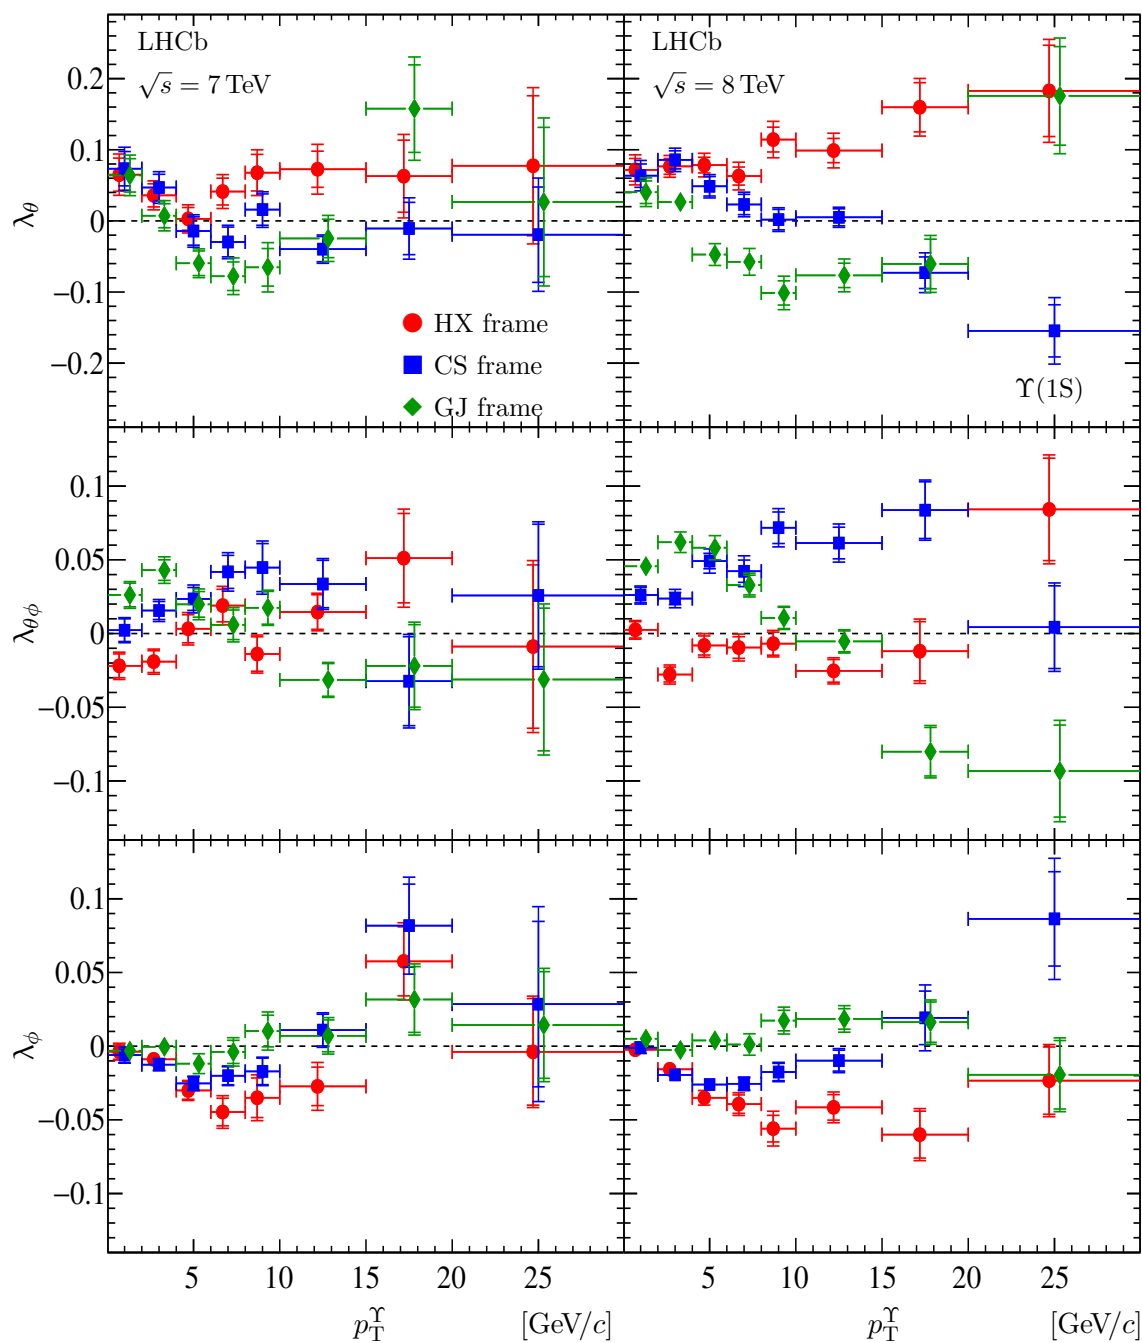 LHCb
√s = 7 TeV
LHCb
√s = 8 TeV
λθ
0.2
0.1
0
−0.1
−0.2
HX frame
CS frame
GJ frame
Υ(1S)
λθϕ
0.1
0.05
0
−0.05
−0.1
λϕ
0.1
0.05
0
−0.05
−0.1
5 10 15 20 25
5 10 15 20 25 30
pTΥ [GeV/c]
pTΥ [GeV/c]